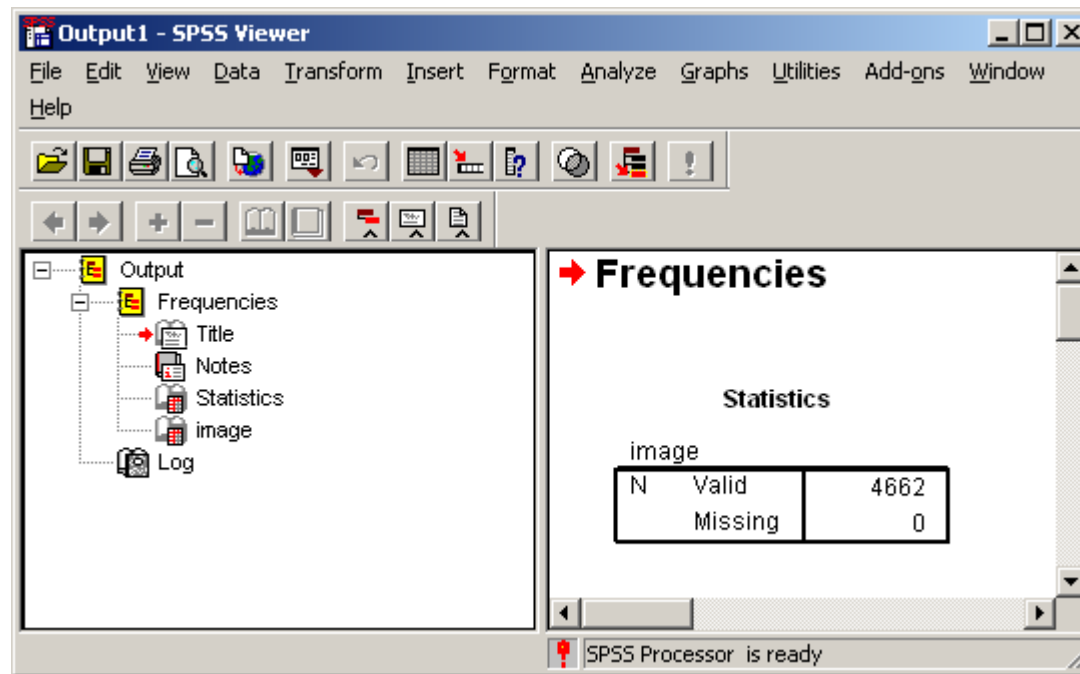 Output1 - SPSS Viewer
File Edit View Data Transform Insert Format Analyze Graphs Utilities Add-ons Window
Help
Output
Frequencies
Title
Notes
Statistics
image
Log
Frequencies
Statistics
image
N Valid 4662
Missing 0
SPSS Processor is ready